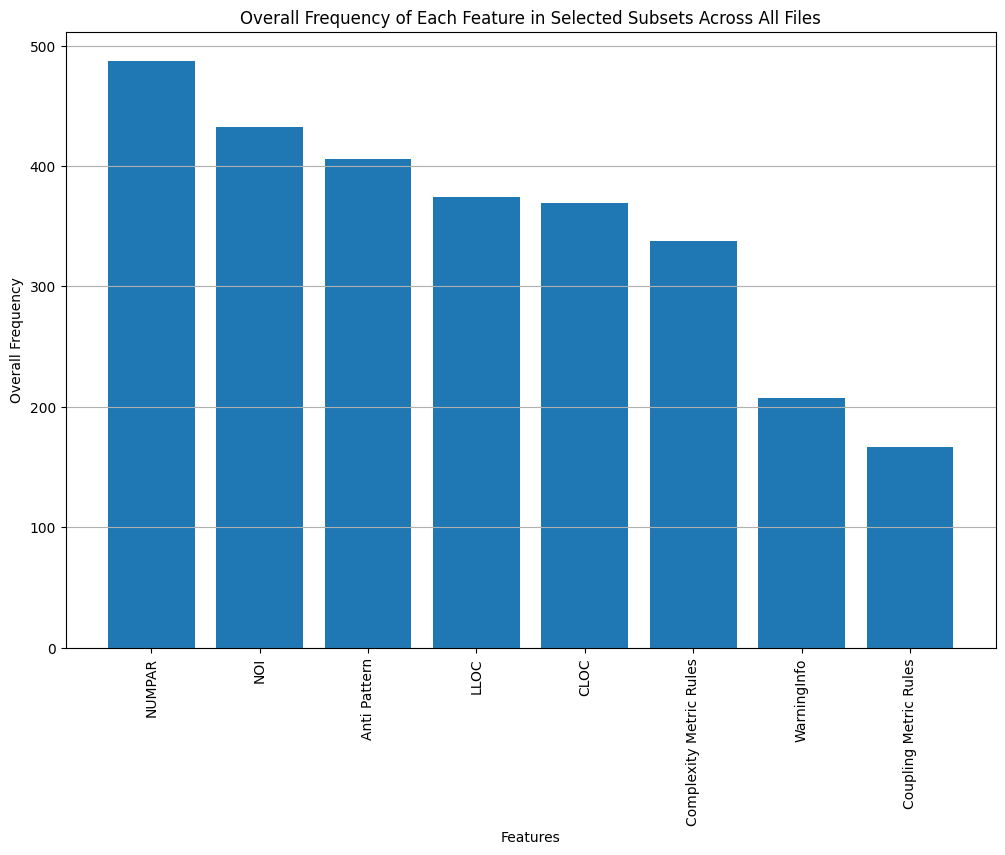 Overall Frequency of Each Feature in Selected Subsets Across All Files
500
400
300
200
100
0
Overall Frequency
NUMPAR
NOI
Anti Pattern
LLOC
CLOC
Complexity Metric Rules
WarningInfo
Coupling Metric Rules
Features